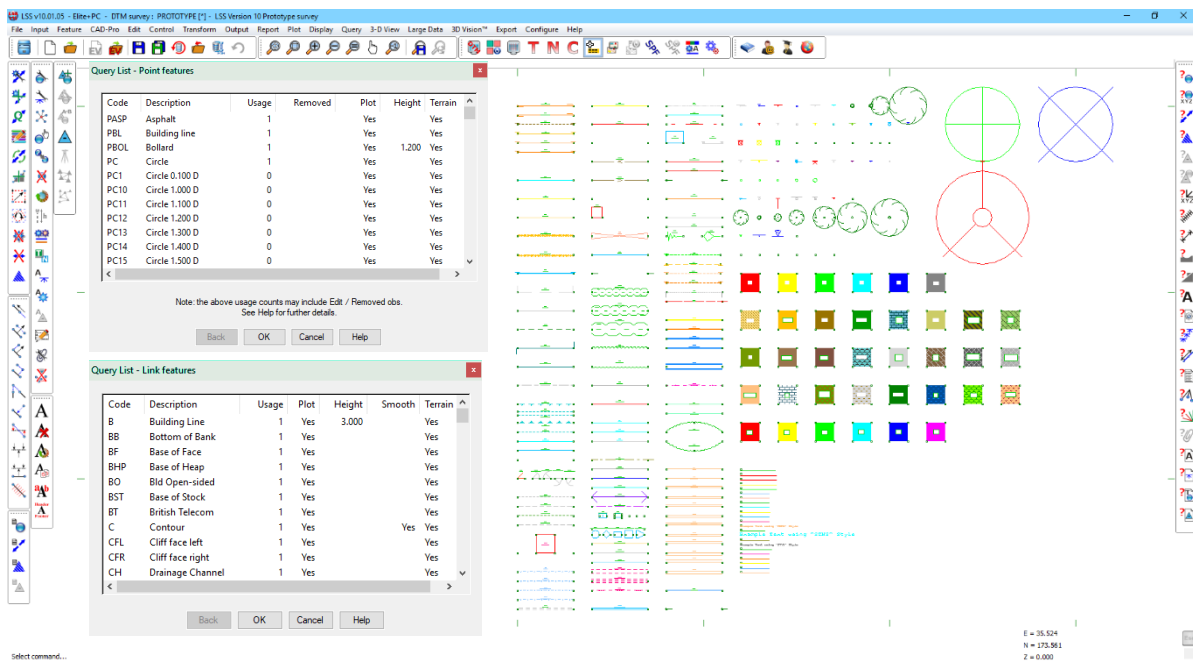 LSS v10.01.05 - Elite+PC - DTM survey : PROTOTYPE [*] - LSS Version 10 Prototype survey
File Input Feature CAD-Pro Edit Control Transform Output Report Plot Display Query 3-D View Large Data 3D Vision™ Export Configure Help
Query List - Point features
Code Description Usage Removed Plot Height Terrain
PASP Asphalt 1 Yes Yes
PBL Building line 1 Yes Yes
PBOL Bollard 1 Yes 1.200 Yes
PC Circle 1 Yes Yes
PC1 Circle 0.100 D 0 Yes Yes
PC10 Circle 1.000 D 0 Yes Yes
PC11 Circle 1.100 D 0 Yes Yes
PC12 Circle 1.200 D 0 Yes Yes
PC13 Circle 1.300 D 0 Yes Yes
PC14 Circle 1.400 D 0 Yes Yes
PC15 Circle 1.500 D 0 Yes Yes
Note: the above usage counts may include Edit / Removed obs.
See Help for further details.
Back OK Cancel Help
Query List - Link features
Code Description Usage Plot Height Smooth Terrain
B Building Line 1 Yes 3.000 Yes
BB Bottom of Bank 1 Yes Yes
BF Base of Face 1 Yes Yes
BHP Base of Heap 1 Yes Yes
BO Bld Open-sided 1 Yes Yes
BST Base of Stock 1 Yes Yes
BT British Telecom 1 Yes Yes
C Contour 1 Yes Yes Yes
CFL Cliff face left 1 Yes Yes
CFR Cliff face right 1 Yes Yes
CH Drainage Channel 1 Yes Yes
Back OK Cancel Help
E = 35.524
N = 173.561
Z = 0.000
Select command...